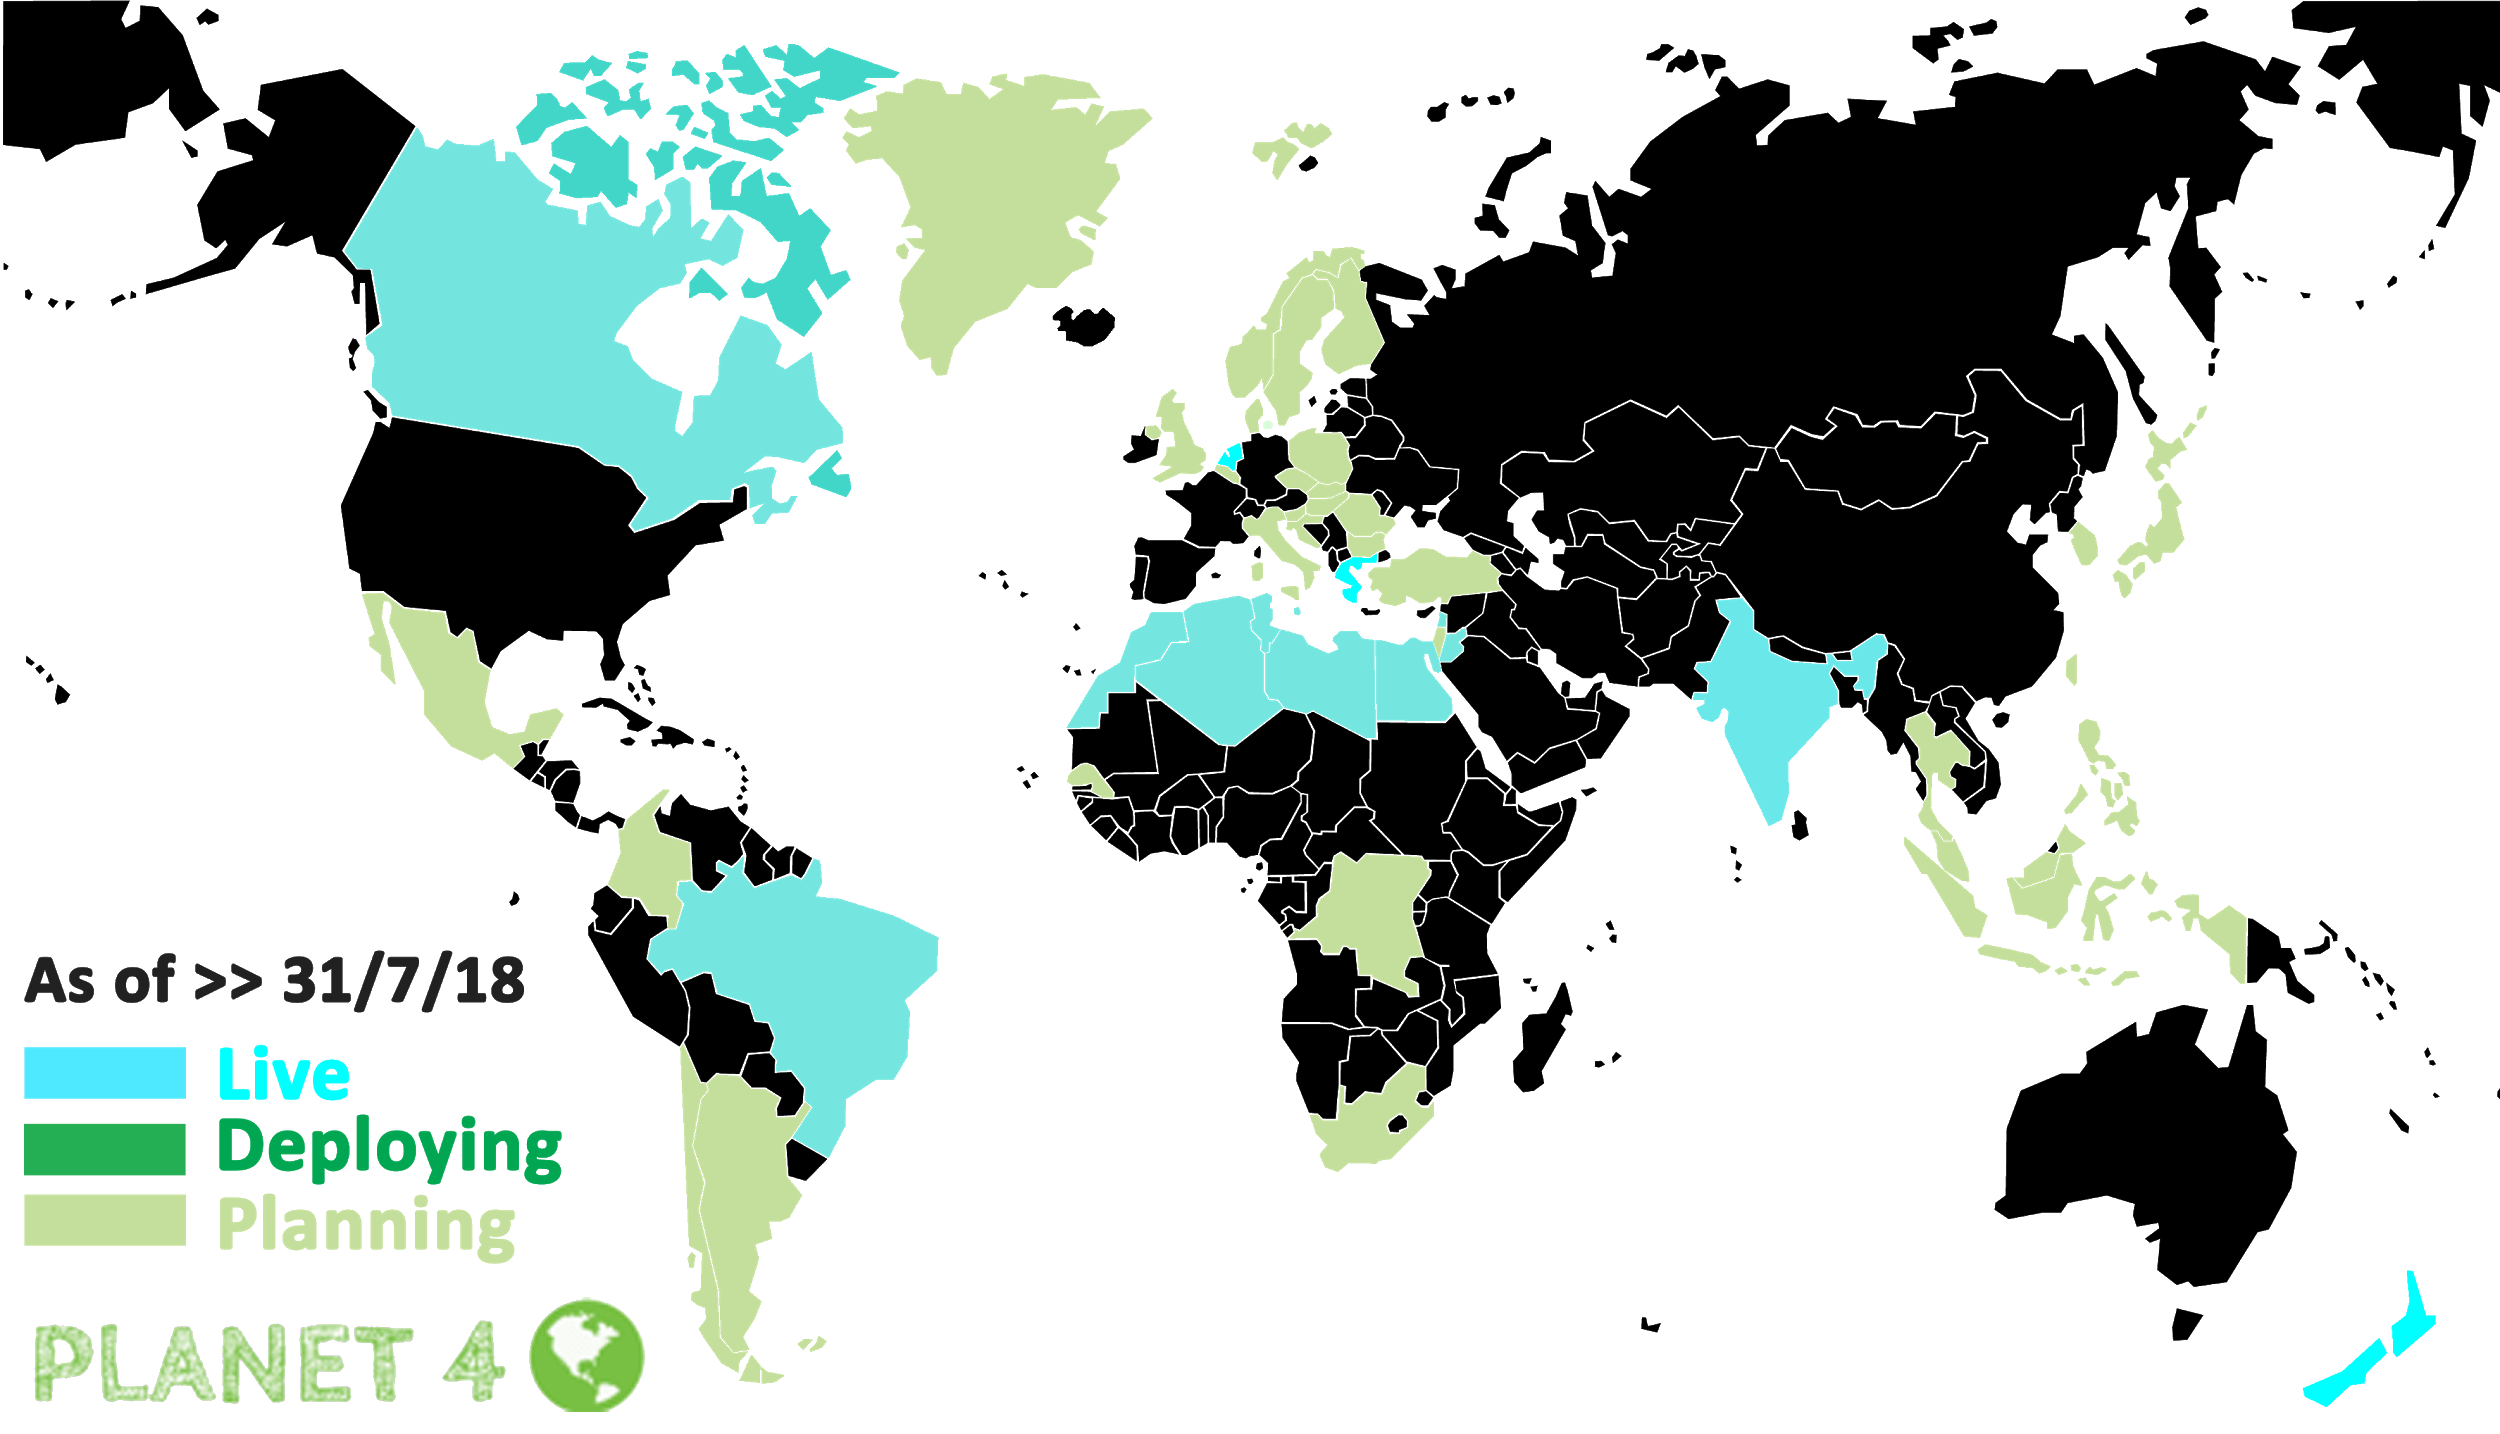 As of >> 31/7/18
Live
Deploying
Planning
PLANET 4